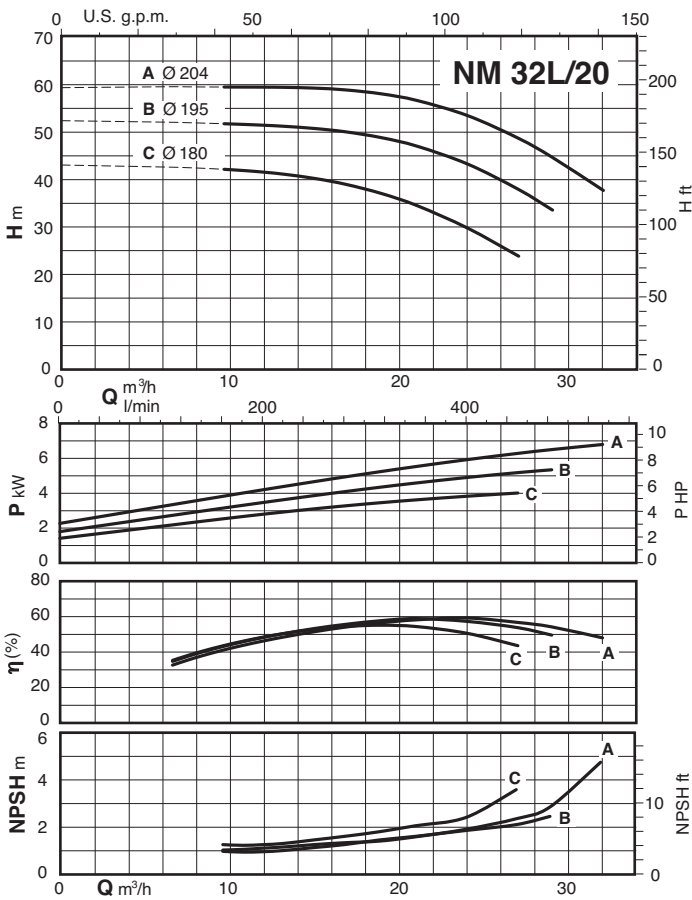 0 U.S. g.p.m. 50 100 150
NM 32L/20
H m
70
60
50
40
30
20
10
0
A Ø 204
B Ø 195
C Ø 180
200
150
100
50
0
H ft
0 10 20 30
Q m³/h
l/min
0 200 400
P kW
8
6
4
2
0
A
B
C
10
8
6
4
2
0
P HP
η (%)
80
60
40
20
0
C B A
NPSH m
6
4
2
0
A
C
B
10
0
NPSH ft
0 Q m³/h 10 20 30